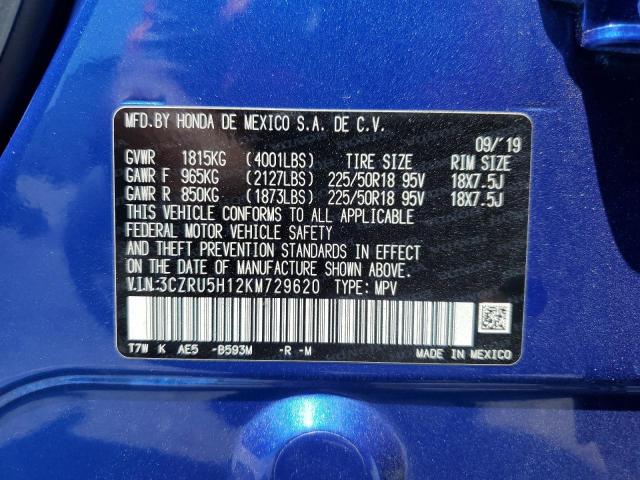 MFD.BY HONDA DE MEXICO S.A. DE C.V.
09/'19
GVWR 1815KG (4001LBS) TIRE SIZE RIM SIZE
GAWR F 965KG (2127LBS) 225/50R18 95V 18X7.5J
GAWR R 850KG (1873LBS) 225/50R18 95V 18X7.5J
THIS VEHICLE CONFORMS TO ALL APPLICABLE
FEDERAL MOTOR VEHICLE SAFETY
AND THEFT PREVENTION STANDARDS IN EFFECT
ON THE DATE OF MANUFACTURE SHOWN ABOVE.
V.I.N.:3CZRU5H12KM729620 TYPE: MPV
T7W K AE5 -B593M -R -M MADE IN MEXICO